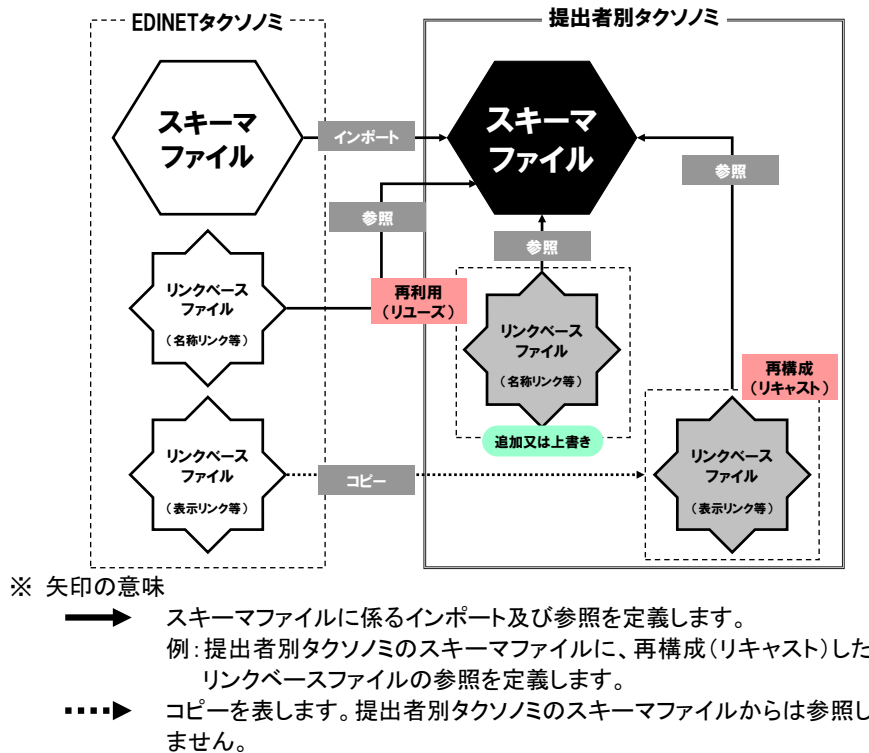 EDINETタクソノミ
提出者別タクソノミ
スキーマ
ファイル
インポート
スキーマ
ファイル
参照
参照
参照
リンクベース
ファイル
（名称リンク等）
再利用
（リユーズ）
リンクベース
ファイル
（名称リンク等）
追加又は上書き
再構成
（リキャスト）
リンクベース
ファイル
（表示リンク等）
コピー
リンクベース
ファイル
（表示リンク等）
※ 矢印の意味
スキーマファイルに係るインポート及び参照を定義します。
例：提出者別タクソノミのスキーマファイルに、再構成（リキャスト）した
リンクベースファイルの参照を定義します。
コピーを表します。提出者別タクソノミのスキーマファイルからは参照し
ません。